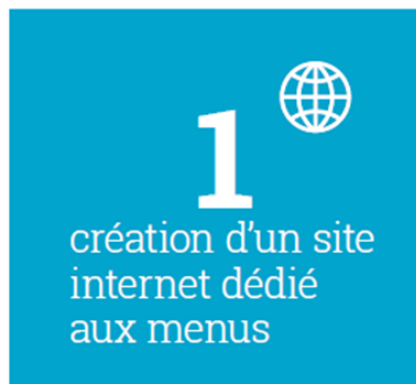 1
création d'un site
internet dédié
aux menus